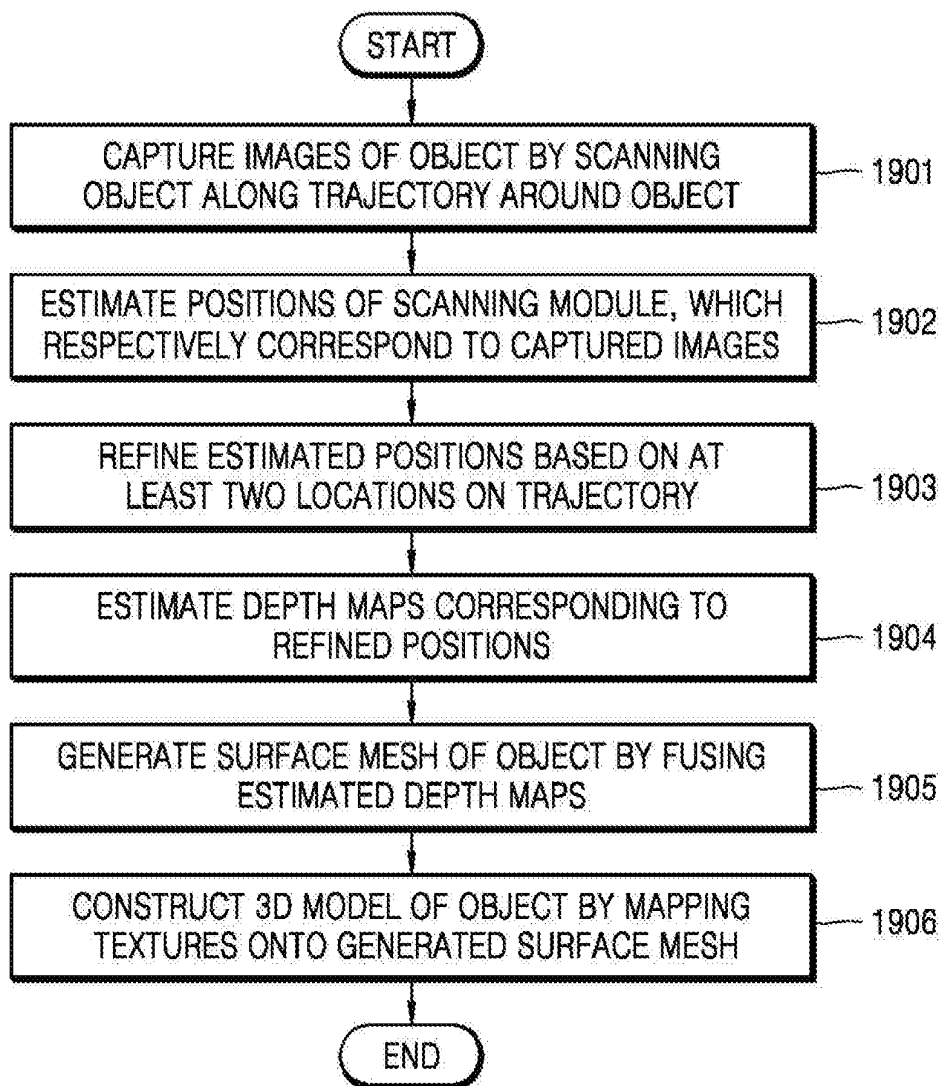 START
CAPTURE IMAGES OF OBJECT BY SCANNING
OBJECT ALONG TRAJECTORY AROUND OBJECT
1901
ESTIMATE POSITIONS OF SCANNING MODULE, WHICH
RESPECTIVELY CORRESPOND TO CAPTURED IMAGES
1902
REFINE ESTIMATED POSITIONS BASED ON AT
LEAST TWO LOCATIONS ON TRAJECTORY
1903
ESTIMATE DEPTH MAPS CORRESPONDING TO
REFINED POSITIONS
1904
GENERATE SURFACE MESH OF OBJECT BY FUSING
ESTIMATED DEPTH MAPS
1905
CONSTRUCT 3D MODEL OF OBJECT BY MAPPING
TEXTURES ONTO GENERATED SURFACE MESH
1906
END